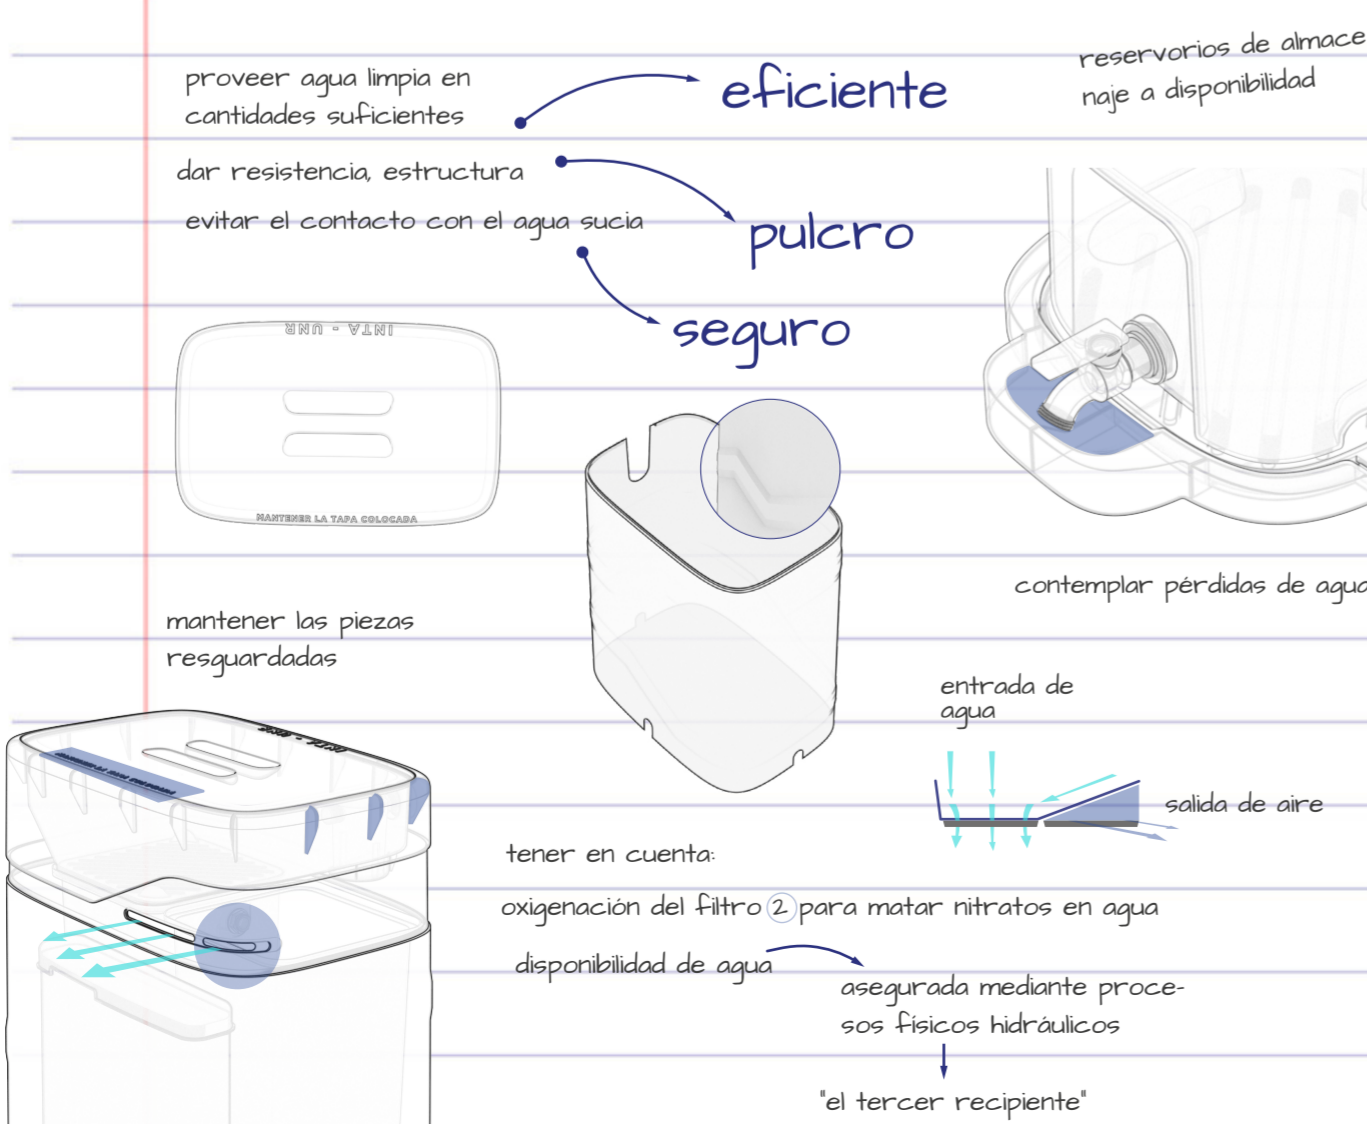 proveer agua limpia en
cantidades suficientes
eficiente
reservorios de almace
naje a disponibilidad
dar resistencia, estructura
evitar el contacto con el agua sucia
pulcro
seguro
INTA - UNR
MANTENER LA TAPA COLOCADA
contemplar pérdidas de agua
mantener las piezas
resguardadas
entrada de
agua
salida de aire
INTA - UNR
tener en cuenta:
oxigenación del filtro 2 para matar nitratos en agua
disponibilidad de agua
asegurada mediante proce-
sos físicos hidráulicos
"el tercer recipiente"